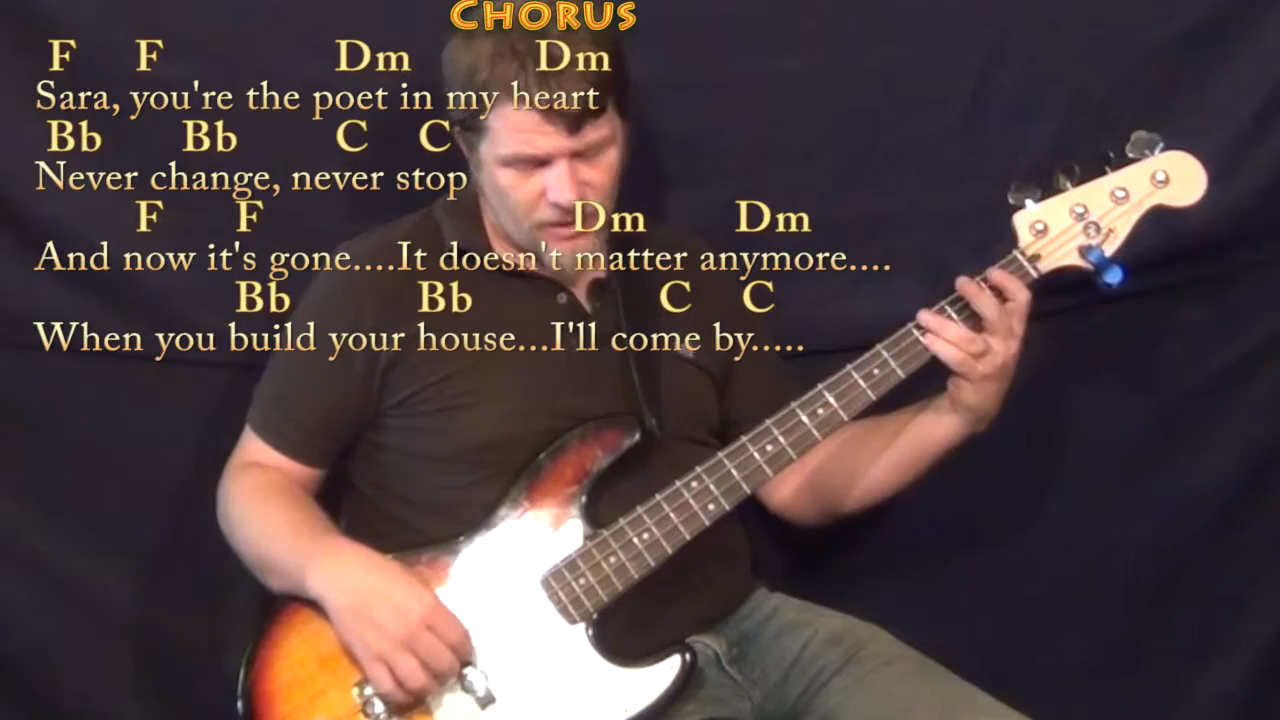 CHORUS
F F Dm Dm
Sara, you're the poet in my heart
Bb Bb C C
Never change, never stop
F F Dm Dm
And now it's gone....It doesn't matter anymore....
Bb Bb C C
When you build your house...I'll come by.....